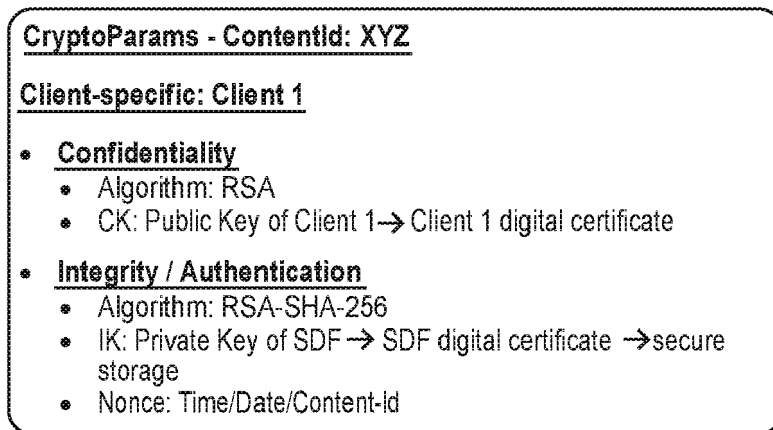 CryptoParams - ContentId: XYZ
Client-specific: Client 1
• Confidentiality
• Algorithm: RSA
• CK: Public Key of Client 1→ Client 1 digital certificate
• Integrity / Authentication
• Algorithm: RSA-SHA-256
• IK: Private Key of SDF → SDF digital certificate →secure
storage
• Nonce: Time/Date/Content-id